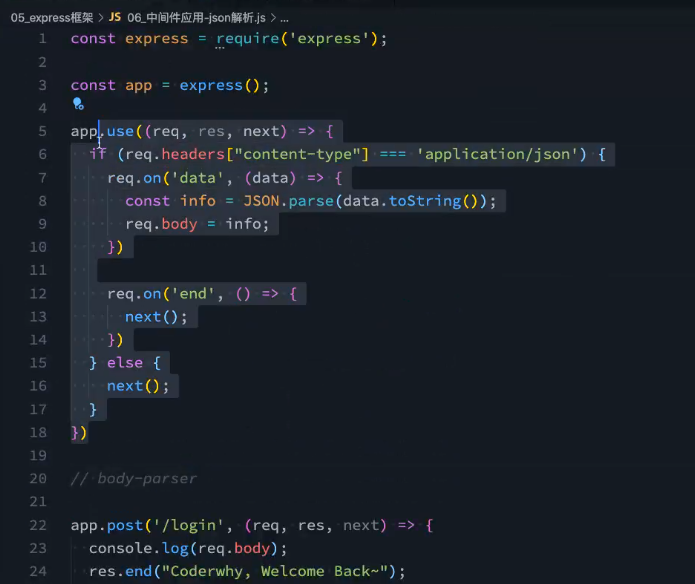 05_express框架 > JS 06_中间件应用-json解析.js > ...
1 const express = require('express');
2
3 const app = express();
4
5 app.use((req, res, next) => {
6 if (req.headers["content-type"] === 'application/json') {
7 req.on('data', (data) => {
8 const info = JSON.parse(data.toString());
9 req.body = info;
10 })
11
12 req.on('end', () => {
13 next();
14 })
15 } else {
16 next();
17 }
18 })
19
20 // body-parser
21
22 app.post('/login', (req, res, next) => {
23 console.log(req.body);
24 res.end("Coderwhy, Welcome Back~");